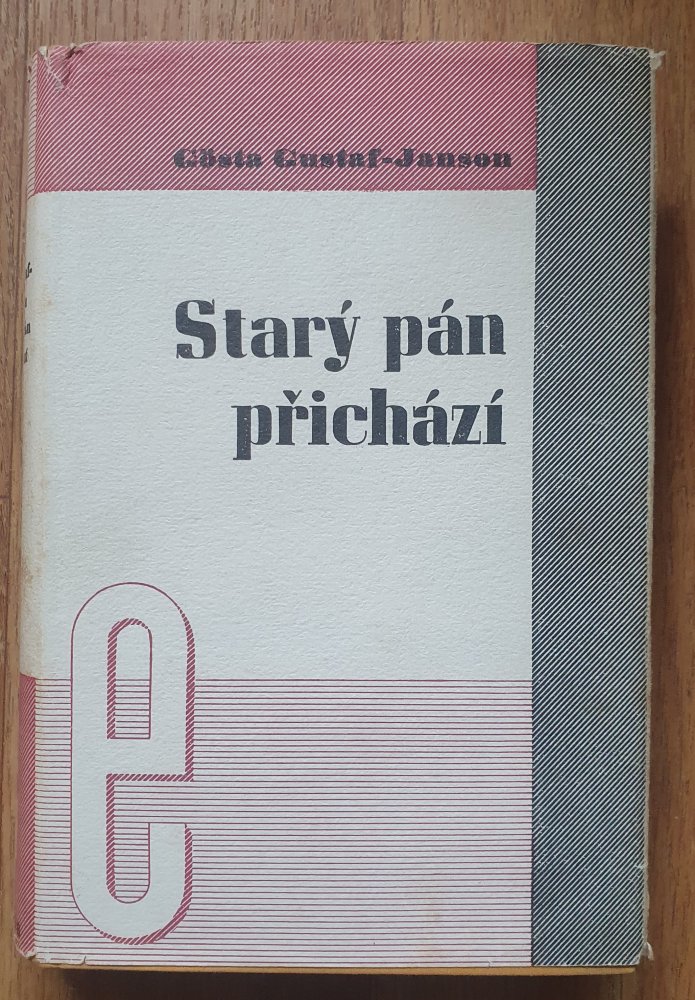 Gösta Gustaf-Janson
Starý pán
přichází
e